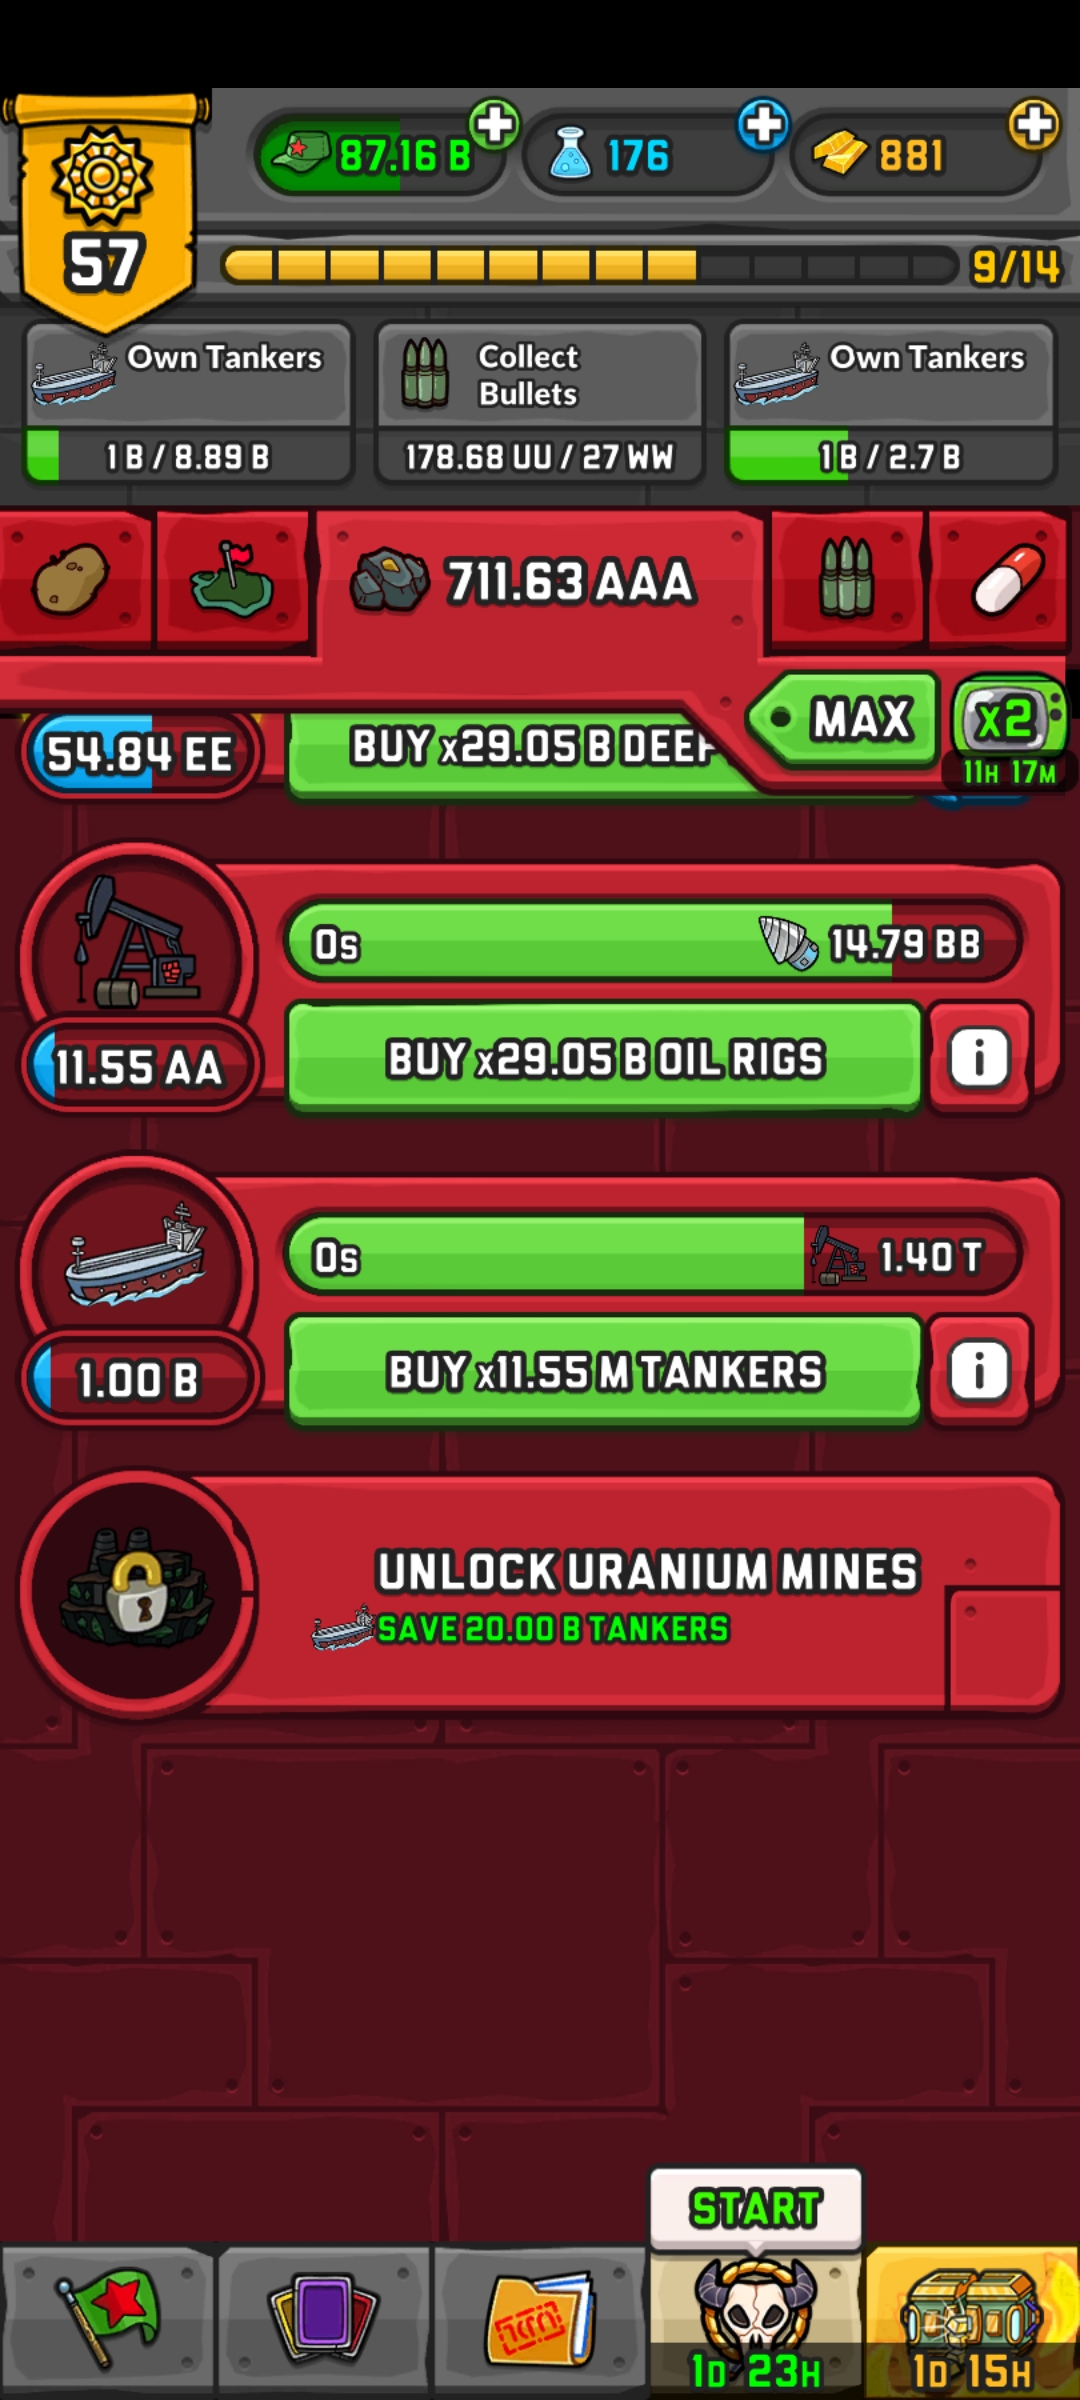 57
87.16 B
176
881
9/14
Own Tankers
1 B / 8.89 B
Collect
Bullets
178.68 UU / 27 WW
Own Tankers
1 B / 2.7 B
711.63 AAA
MAX
x2
11H 17M
54.84 EE
BUY x29.05 B DEEP
0s
14.79 BB
11.55 AA
BUY x29.05 B OIL RIGS
i
0s
1.40 T
1.00 B
BUY x11.55 M TANKERS
i
UNLOCK URANIUM MINES
SAVE 20.00 B TANKERS
START
1D 23H
1D 15H